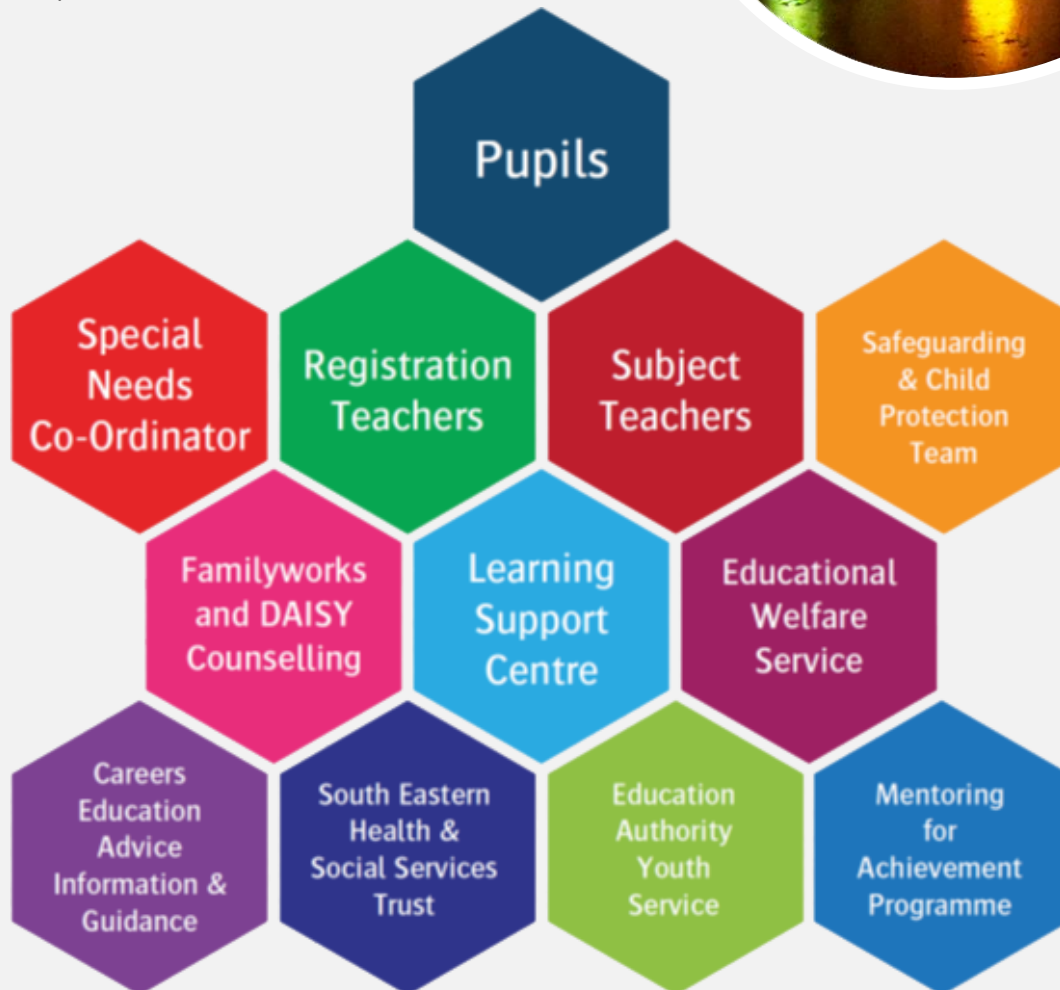 Pupils
Special
Needs
Co-Ordinator
Registration
Teachers
Subject
Teachers
Safeguarding
& Child
Protection
Team
Familyworks
and DAISY
Counselling
Learning
Support
Centre
Educational
Welfare
Service
Careers
Education
Advice
Information &
Guidance
South Eastern
Health &
Social Services
Trust
Education
Authority
Youth
Service
Mentoring
for
Achievement
Programme